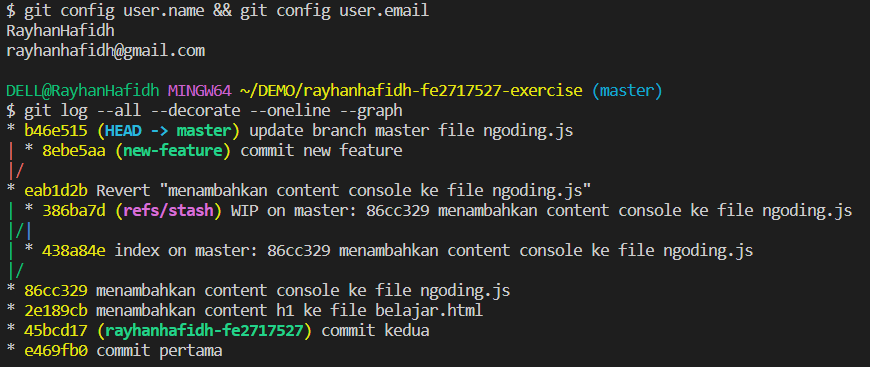 $ git config user.name && git config user.email
RayhanHafidh
rayhanhafidh@gmail.com
DELL@RayhanHafidh MINGW64 ~/DEMO/rayhanhafidh-fe2717527-exercise (master)
$ git log --all --decorate --oneline --graph
* b46e515 (HEAD -> master) update branch master file ngoding.js
| * 8ebe5aa (new-feature) commit new feature
|/
* eab1d2b Revert "menambahkan content console ke file ngoding.js"
| * 386ba7d (refs/stash) WIP on master: 86cc329 menambahkan content console ke file ngoding.js
|/|
| * 438a84e index on master: 86cc329 menambahkan content console ke file ngoding.js
|/
* 86cc329 menambahkan content console ke file ngoding.js
* 2e189cb menambahkan content h1 ke file belajar.html
* 45bcd17 (rayhanhafidh-fe2717527) commit kedua
* e469fb0 commit pertama